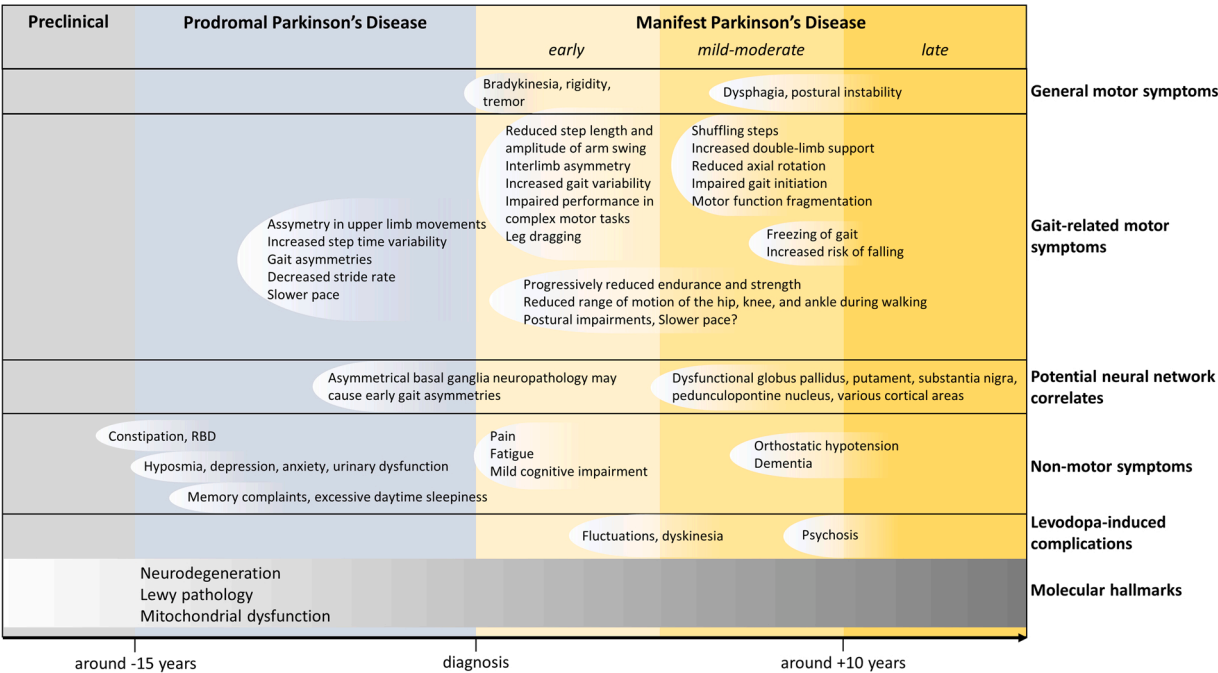 Preclinical
Prodromal Parkinson's Disease
Manifest Parkinson's Disease
early
mild-moderate
late
Bradykinesia, rigidity,
tremor
Dysphagia, postural instability
General motor symptoms
Reduced step length and
amplitude of arm swing
Interlimb asymmetry
Increased gait variability
Impaired performance in
complex motor tasks
Leg dragging
Shuffling steps
Increased double-limb support
Reduced axial rotation
Impaired gait initiation
Motor function fragmentation
Assymetry in upper limb movements
Increased step time variability
Gait asymmetries
Decreased stride rate
Slower pace
Freezing of gait
Increased risk of falling
Progressively reduced endurance and strength
Reduced range of motion of the hip, knee, and ankle during walking
Postural impairments, Slower pace?
Gait-related motor
symptoms
Asymmetrical basal ganglia neuropathology may
cause early gait asymmetries
Dysfunctional globus pallidus, putament, substantia nigra,
pedunculopontine nucleus, various cortical areas
Potential neural network
correlates
Constipation, RBD
Hyposmia, depression, anxiety, urinary dysfunction
Memory complaints, excessive daytime sleepiness
Pain
Fatigue
Mild cognitive impairment
Orthostatic hypotension
Dementia
Non-motor symptoms
Fluctuations, dyskinesia
Psychosis
Levodopa-induced
complications
Neurodegeneration
Lewy pathology
Mitochondrial dysfunction
Molecular hallmarks
around -15 years
diagnosis
around +10 years